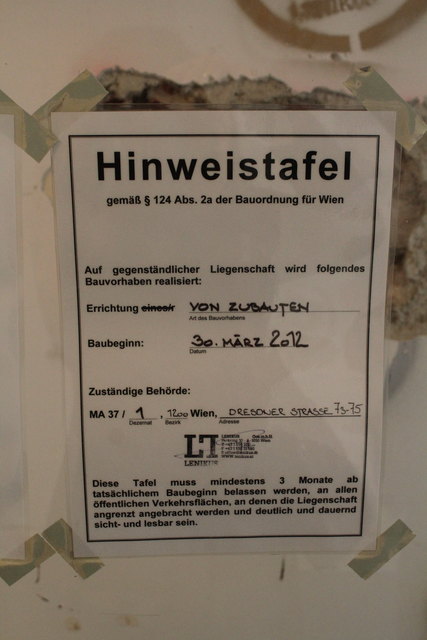 Hinweistafel
gemäß § 124 Abs. 2a der Bauordnung für Wien
Auf gegenständlicher Liegenschaft wird folgendes
Bauvorhaben realisiert:
Errichtung eines/r VON ZUBAUTEN
Art des Bauvorhabens
Baubeginn: 30. MÄRZ 2012
Datum
Zuständige Behörde:
MA 37 / 1 , 1200 Wien, DRESDNER STRASSE 73-75
Dezernat Bezirk Adresse
LENIKUS
Diese Tafel muss mindestens 3 Monate ab
tatsächlichem Baubeginn belassen werden, an allen
öffentlichen Verkehrsflächen, an denen die Liegenschaft
angrenzt angebracht werden und deutlich und dauernd
sicht- und lesbar sein.